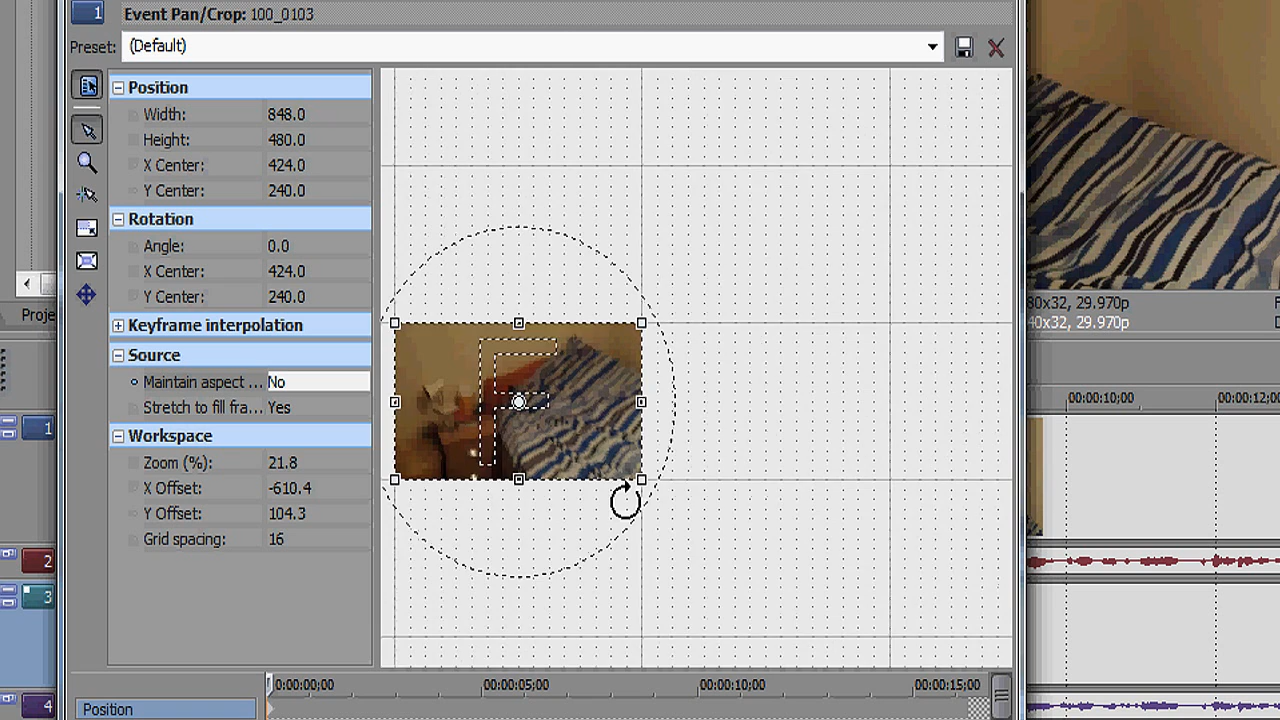 1 Event Pan/Crop: 100_0103
Preset: (Default)
Position
Width: 848.0
Height: 480.0
X Center: 424.0
Y Center: 240.0
Rotation
Angle: 0.0
X Center: 424.0
Y Center: 240.0
Keyframe interpolation
Source
Maintain aspect ... No
Stretch to fill fra... Yes
Workspace
Zoom (%): 21.8
X Offset: -610.4
Y Offset: 104.3
Grid spacing: 16
Proje
1
2
3
4
80x32, 29.970p
40x32, 29.970p
00:00:10;00 00:00:12;00
0:00:00;00 00:00:05;00 00:00:10;00 00:00:15;00
Position